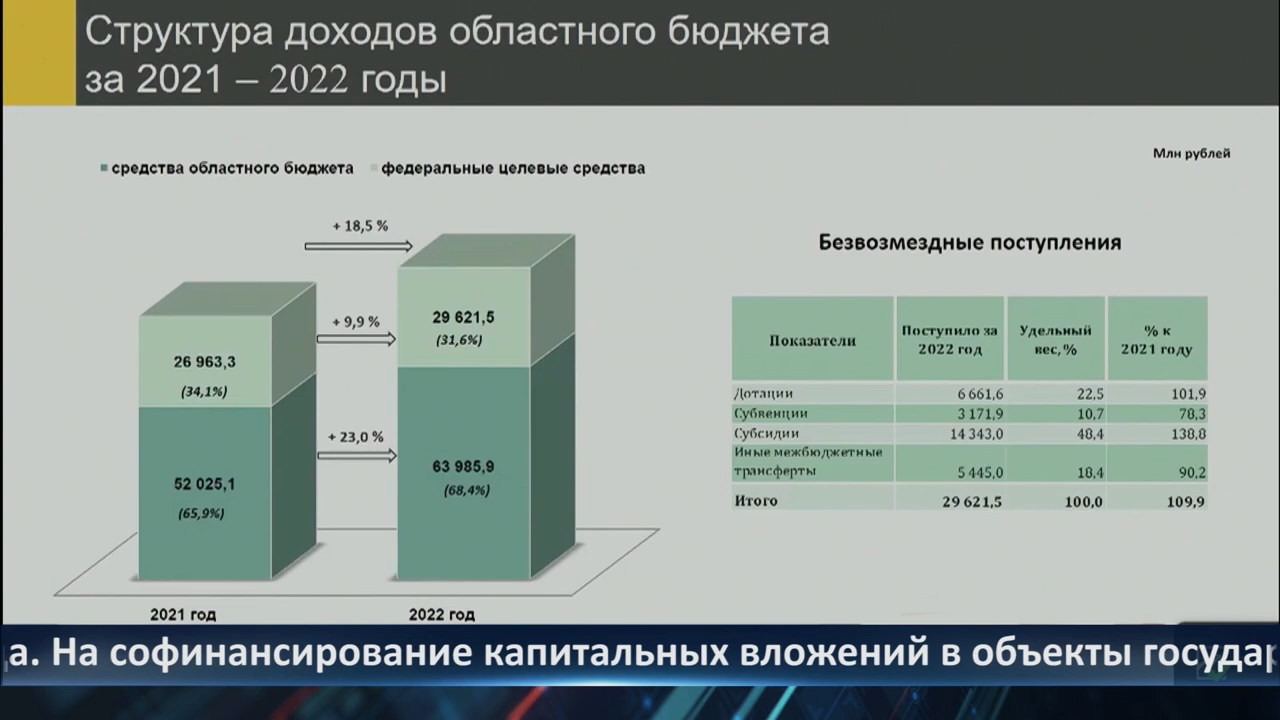 Структура доходов областного бюджета
за 2021 – 2022 годы
средства областного бюджета федеральные целевые средства
Млн рублей
+ 18,5 %
+ 9,9 %
+ 23,0 %
26 963,3
(34,1%)
52 025,1
(65,9%)
29 621,5
(31,6%)
63 985,9
(68,4%)
2021 год 2022 год
Безвозмездные поступления
Показатели Поступило за 2022 год Удельный вес, % % к 2021 году
Дотации 6 661,6 22,5 101,9
Субвенции 3 171,9 10,7 78,3
Субсидии 14 343,0 48,4 138,8
Иные межбюджетные
трансферты 5 445,0 18,4 90,2
Итого 29 621,5 100,0 109,9
а. На софинансирование капитальных вложений в объекты государ